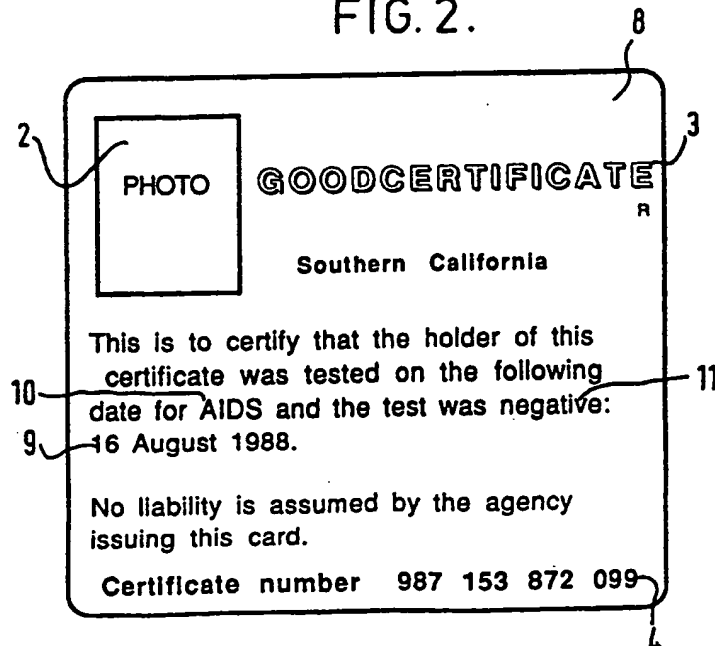 FIG. 2.
8
2
3
PHOTO
GOODCERTIFICATE
R
Southern California
This is to certify that the holder of this
certificate was tested on the following
10
11
date for AIDS and the test was negative:
9
16 August 1988.
No liability is assumed by the agency
issuing this card.
Certificate number 987 153 872 099